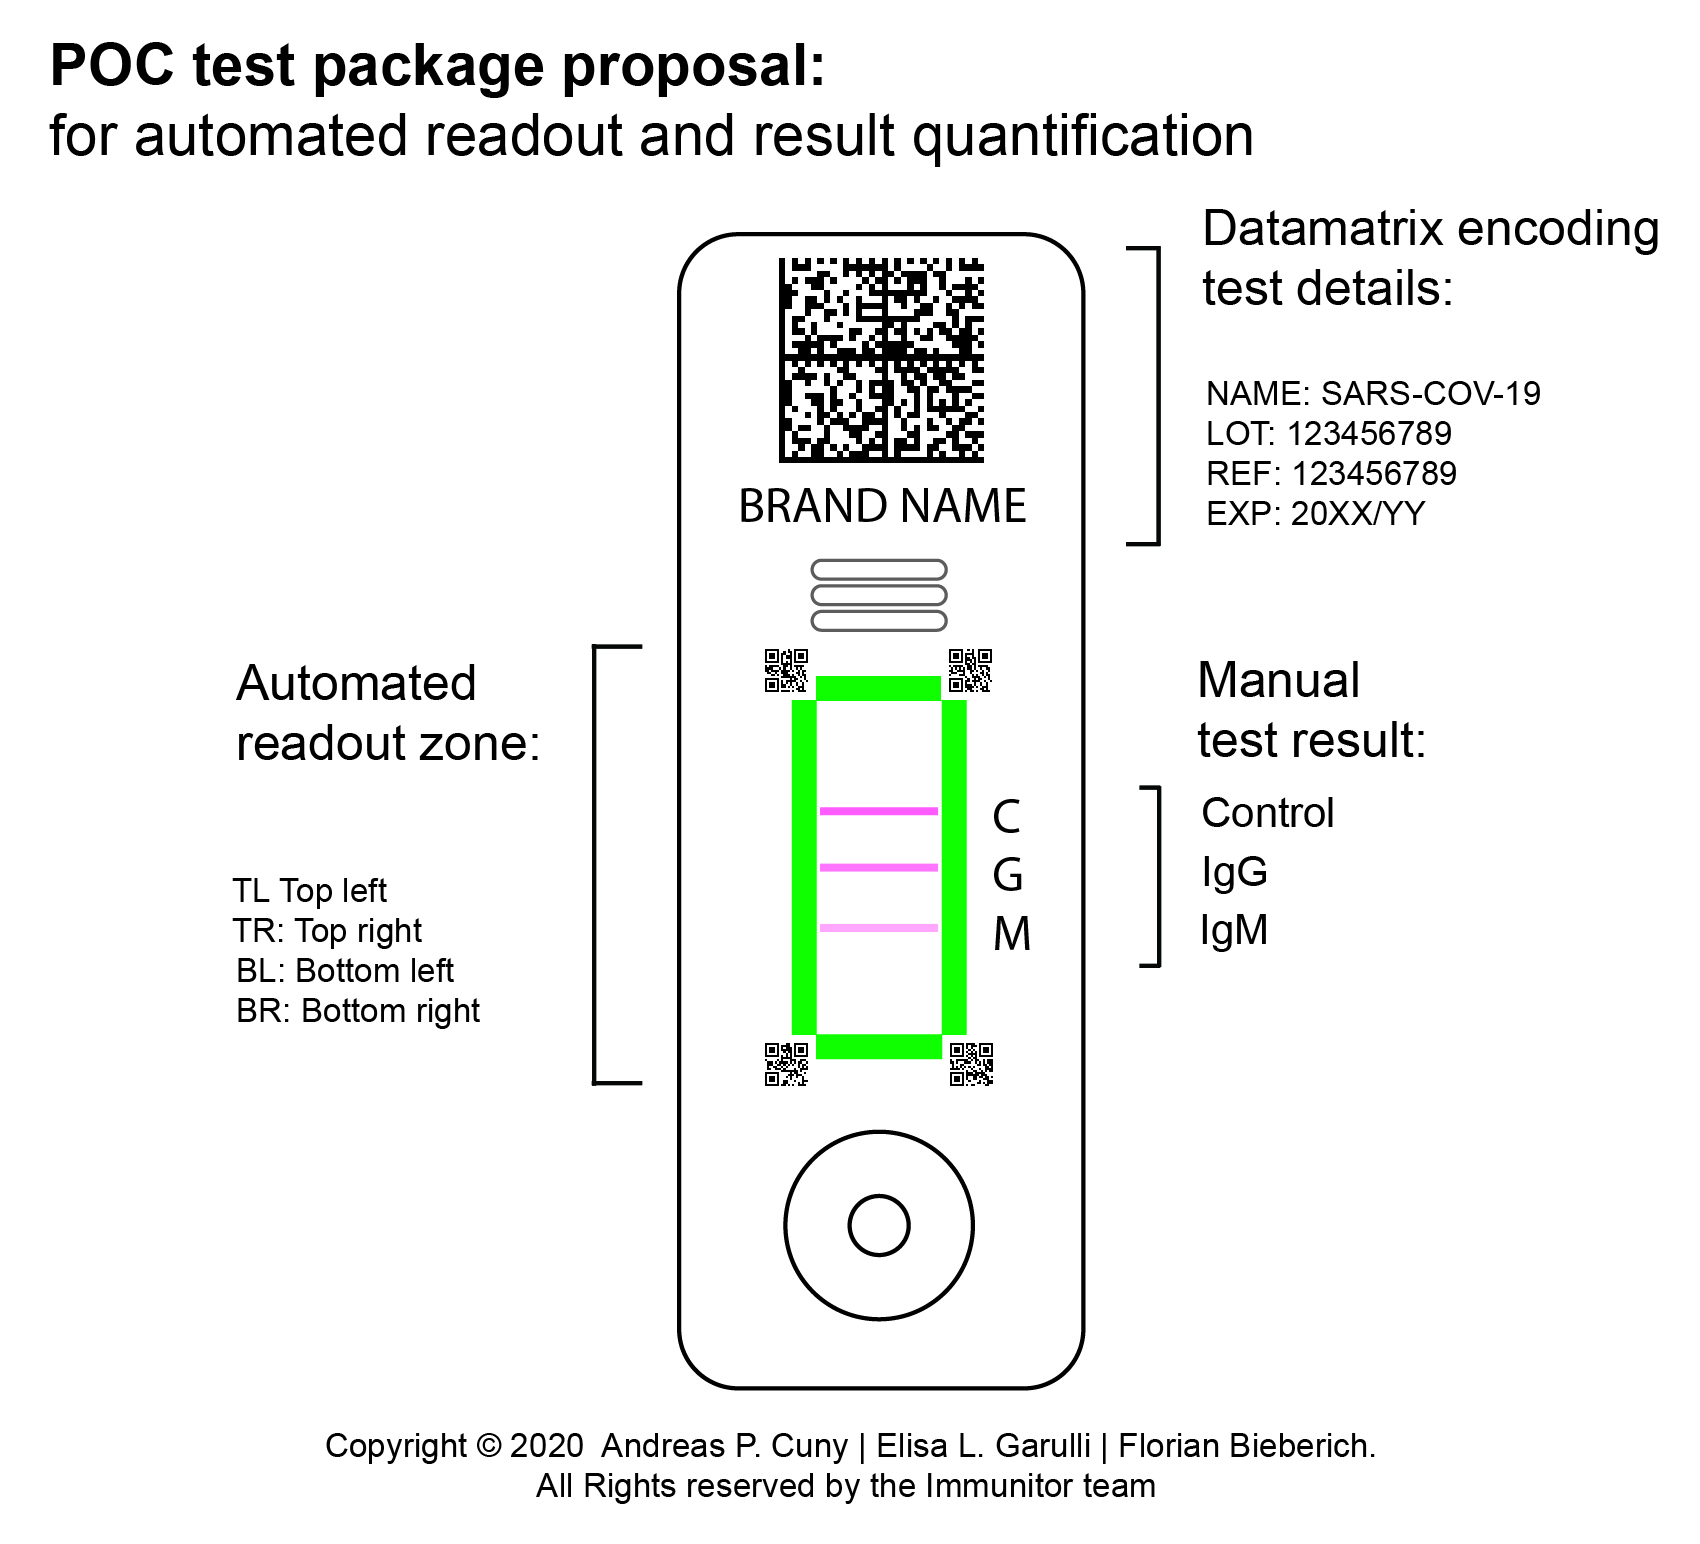 POC test package proposal:
for automated readout and result quantification
Datamatrix encoding
test details:
NAME: SARS-COV-19
LOT: 123456789
REF: 123456789
EXP: 20XX/YY
BRAND NAME
Automated
readout zone:
TL Top left
TR: Top right
BL: Bottom left
BR: Bottom right
C
G
M
Manual
test result:
Control
IgG
IgM
Copyright © 2020  Andreas P. Cuny | Elisa L. Garulli | Florian Bieberich.
All Rights reserved by the Immunitor team